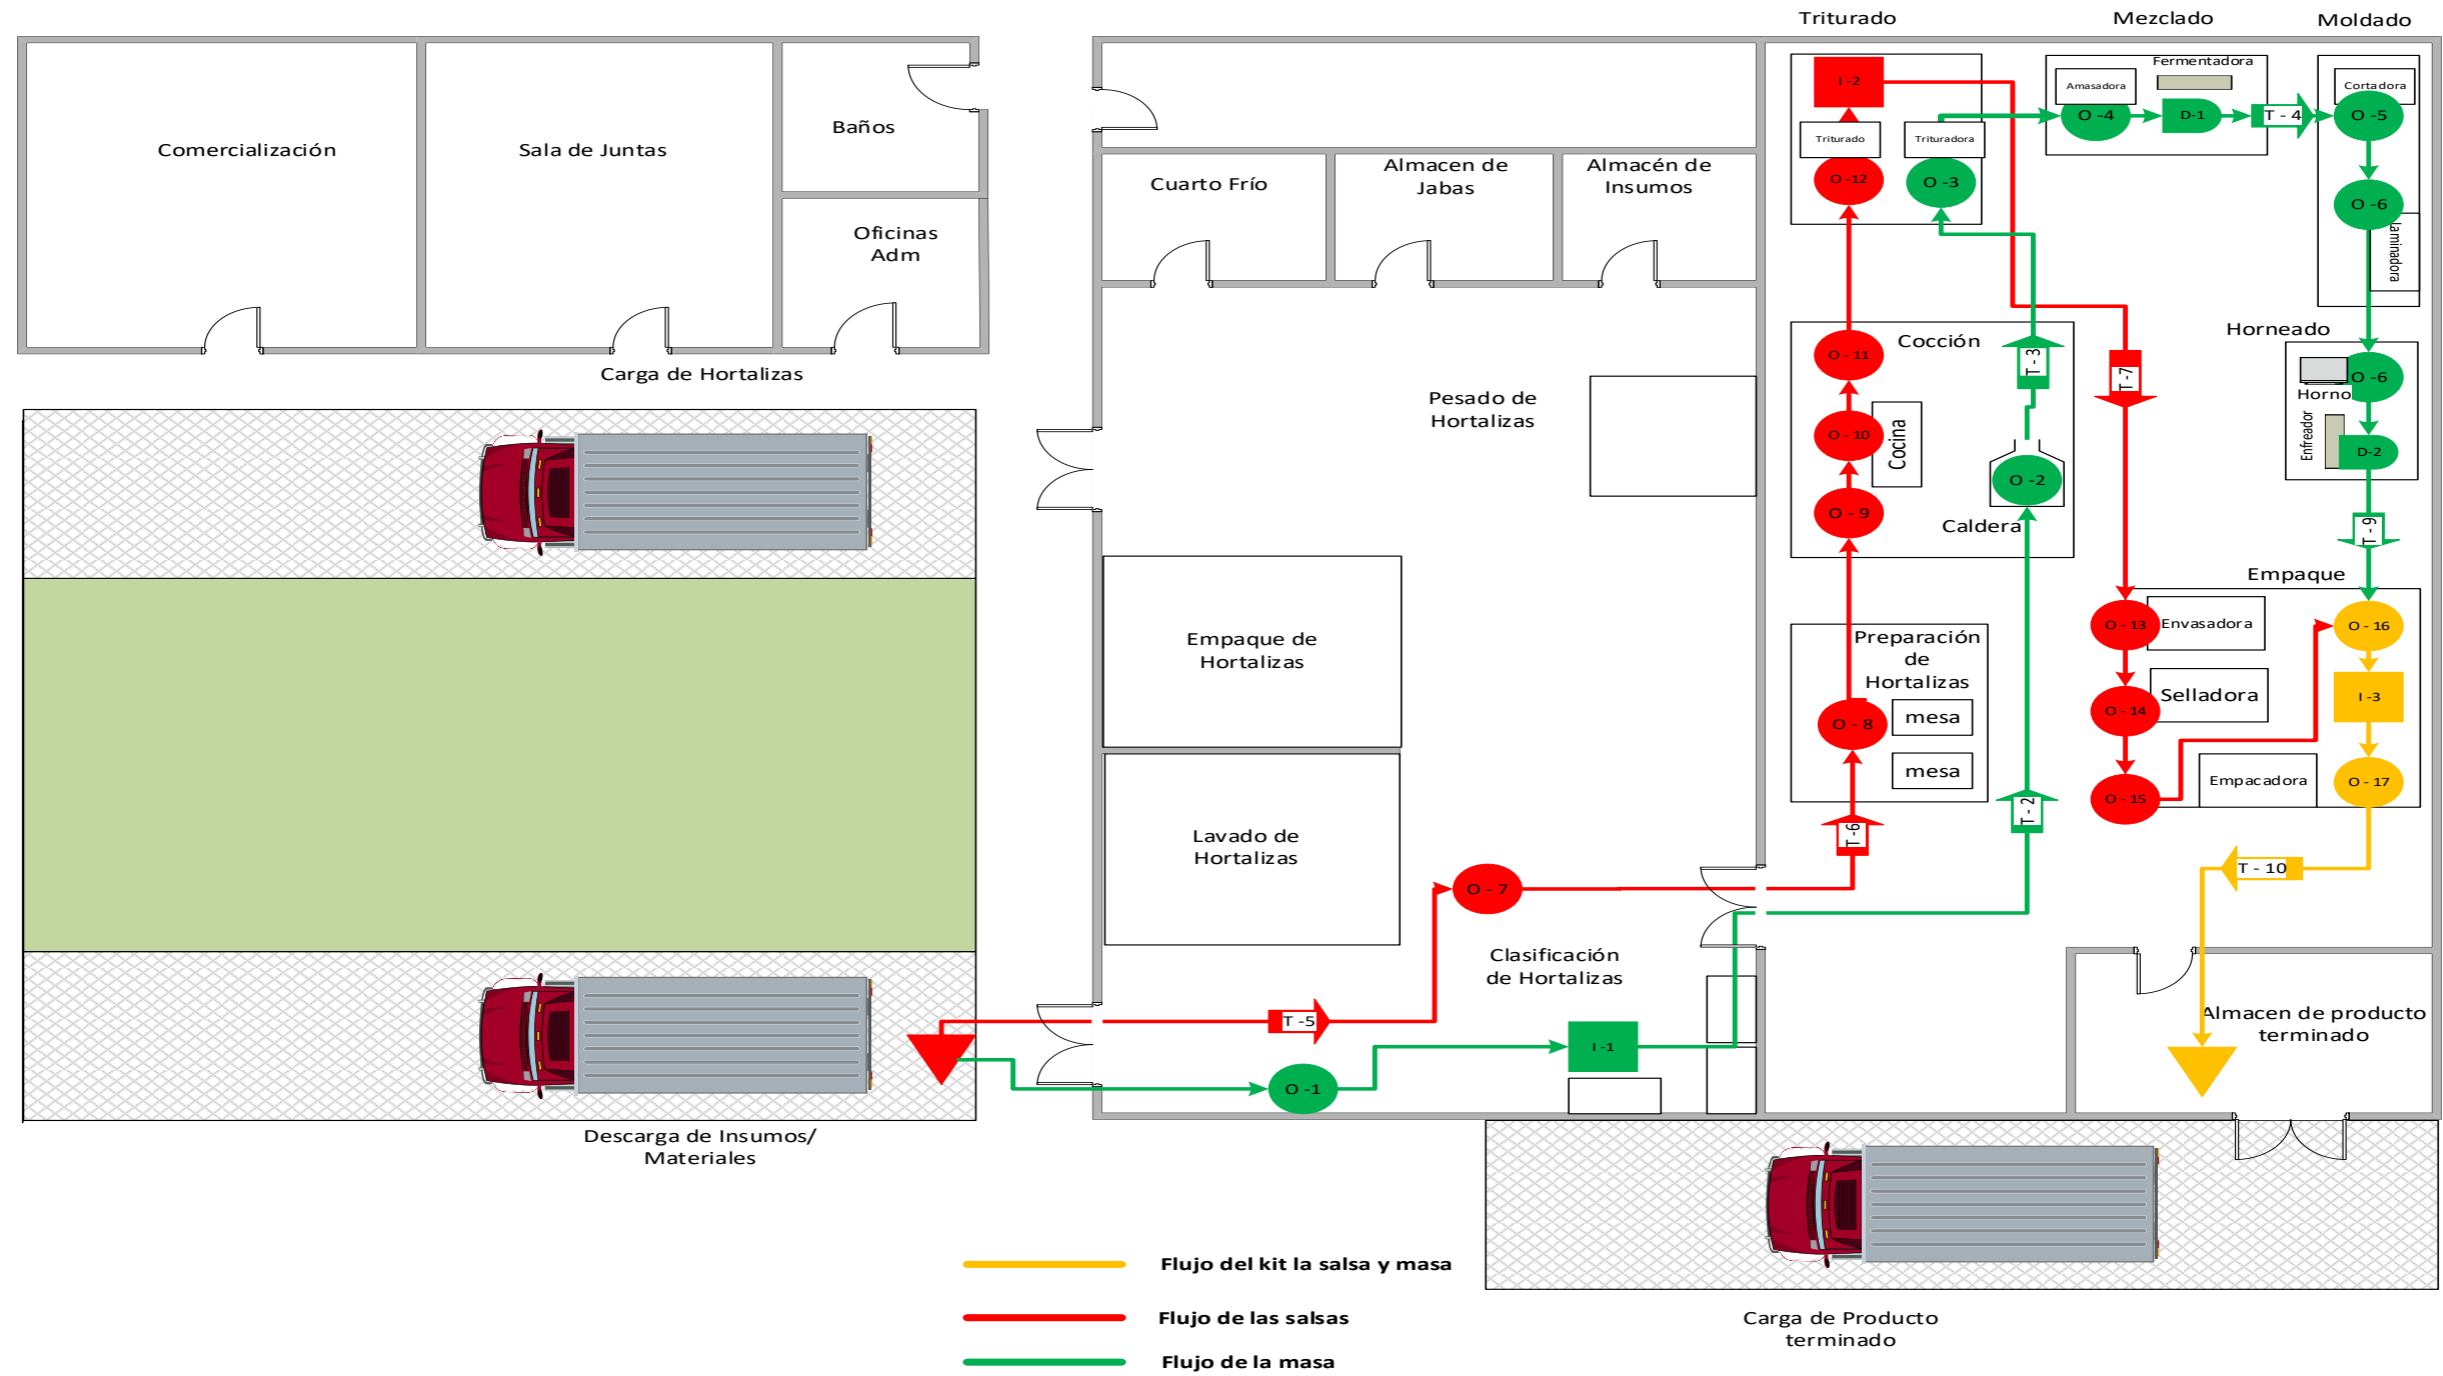 Triturado
Mezclado
Moldado
Comercialización
Sala de Juntas
Baños
Oficinas
Adm
Carga de Hortalizas
Cuarto Frío
Almacen de
Jabas
Almacén de
Insumos
Pesado de
Hortalizas
Empaque de
Hortalizas
Lavado de
Hortalizas
Clasificación
de Hortalizas
I -2
Triturado
O -12
Trituradora
O -3
Amasadora
Fermentadora
O -4
D-1
T - 4
Cortadora
O -5
O -6
laminadora
Horneado
O -6
Horno
Enfreador
D-2
T -9
Cocción
O - 11
O - 10
Cocina
O - 9
T - 3
O -2
Caldera
T -7
Preparación
de
Hortalizas
O - 8
mesa
mesa
T -6
T - 2
Empaque
O - 13
Envasadora
O - 14
Selladora
O - 15
Empacadora
O - 16
I -3
O - 17
T - 10
O - 7
T -5
O -1
I -1
Almacen de producto
terminado
Descarga de Insumos/
Materiales
Carga de Producto
terminado
Flujo del kit la salsa y masa
Flujo de las salsas
Flujo de la masa